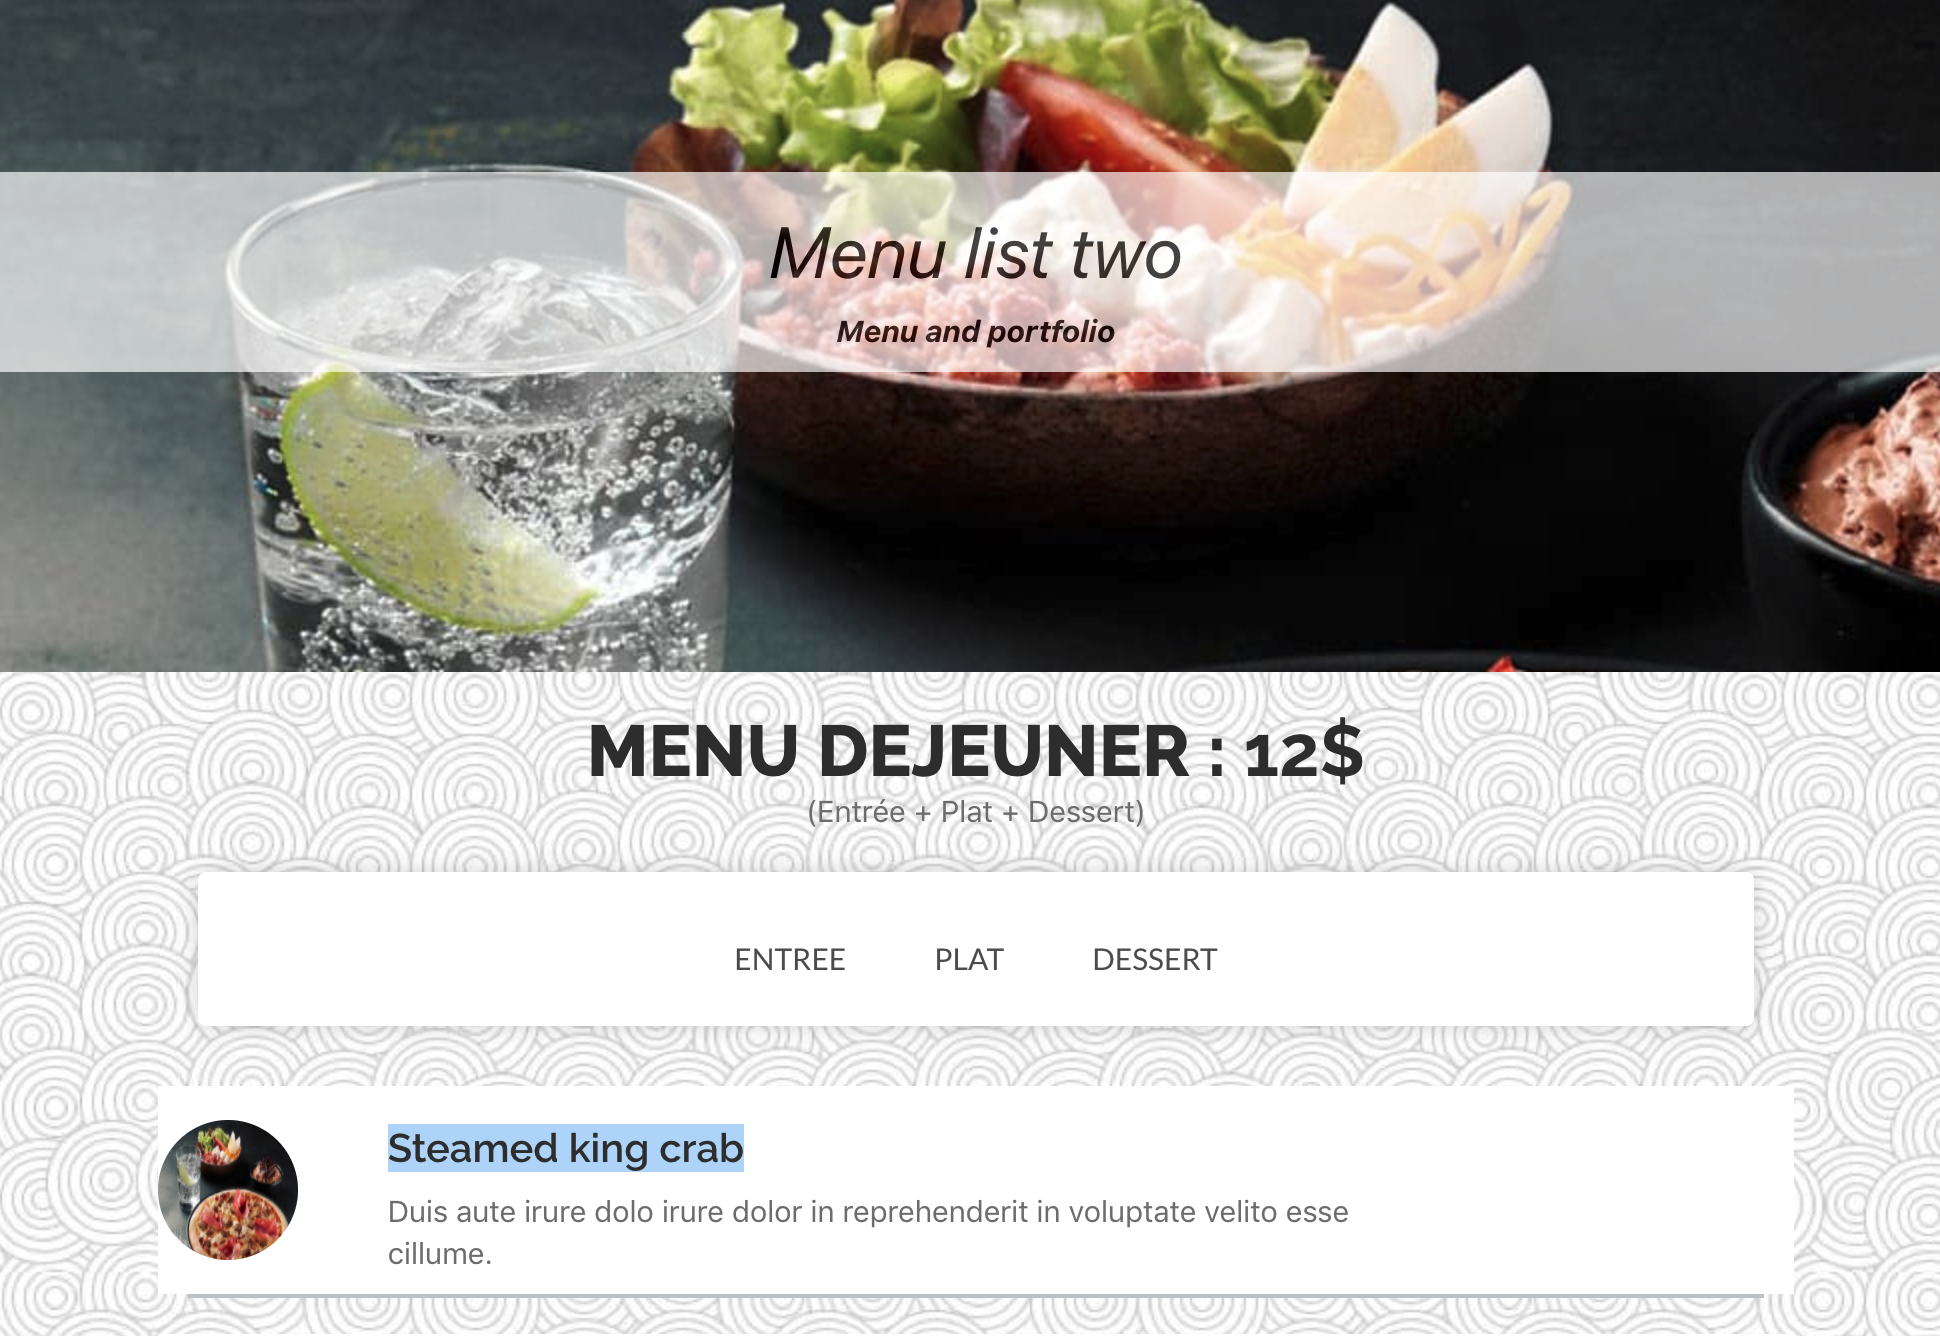 Menu list two
Menu and portfolio
MENU DEJEUNER : 12$
(Entrée + Plat + Dessert)
ENTREE PLAT DESSERT
Steamed king crab
Duis aute irure dolo irure dolor in reprehenderit in voluptate velito esse
cillume.